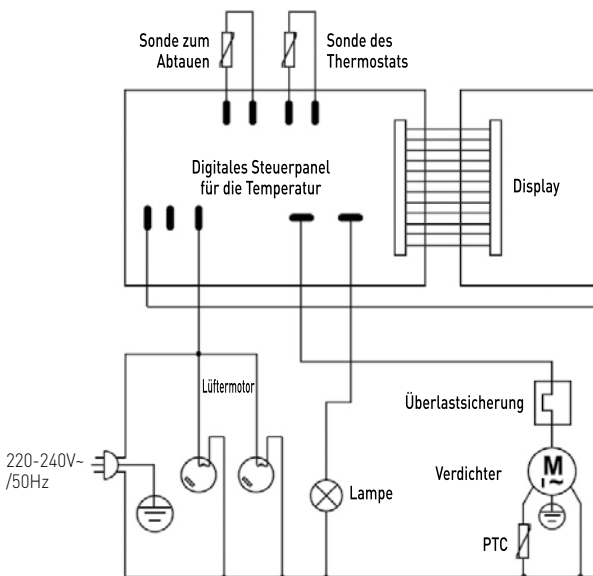 Sonde zum
Abtauen
Sonde des
Thermostats
Digitales Steuerpanel
für die Temperatur
Display
Lüftermotor
Überlastsicherung
220-240V~
/50Hz
Verdichter
M
1~
Lampe
PTC